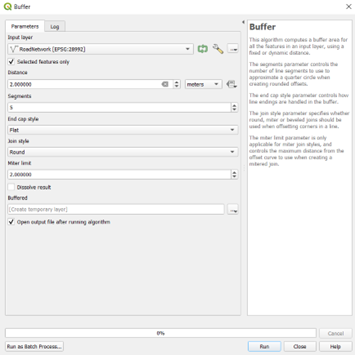 Buffer
Parameters
Log
Input layer
RoadNetwork [EPSG:28992]
Selected features only
Distance
2.000000
meters
Segments
5
End cap style
Flat
Join style
Round
Miter limit
2.000000
Dissolve result
Buffered
[Create temporary layer]
Open output file after running algorithm
Buffer
This algorithm computes a buffer area for
all the features in an input layer, using a
fixed or dynamic distance.
The segments parameter controls the
number of line segments to use to
approximate a quarter circle when
creating rounded offsets.
The end cap style parameter controls how
line endings are handled in the buffer.
The join style parameter specifies whether
round, miter or beveled joins should be
used when offsetting corners in a line.
The miter limit parameter is only
applicable for miter join styles, and
controls the maximum distance from the
offset curve to use when creating a
mitered join.
0%
Cancel
Run as Batch Process...
Run
Close
Help